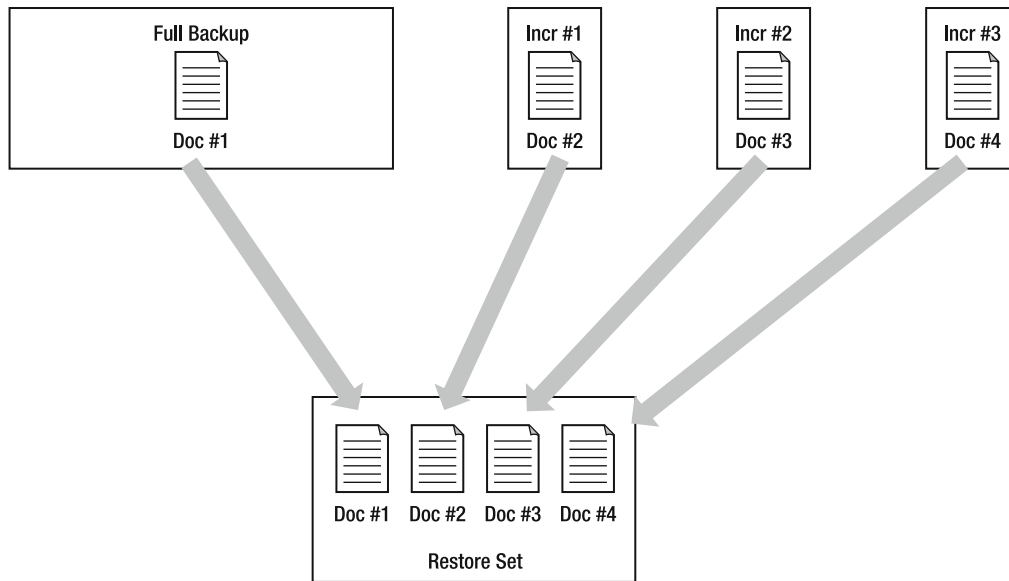 Full Backup
Doc #1
Incr #1
Doc #2
Incr #2
Doc #3
Incr #3
Doc #4
Doc #1 Doc #2 Doc #3 Doc #4
Restore Set